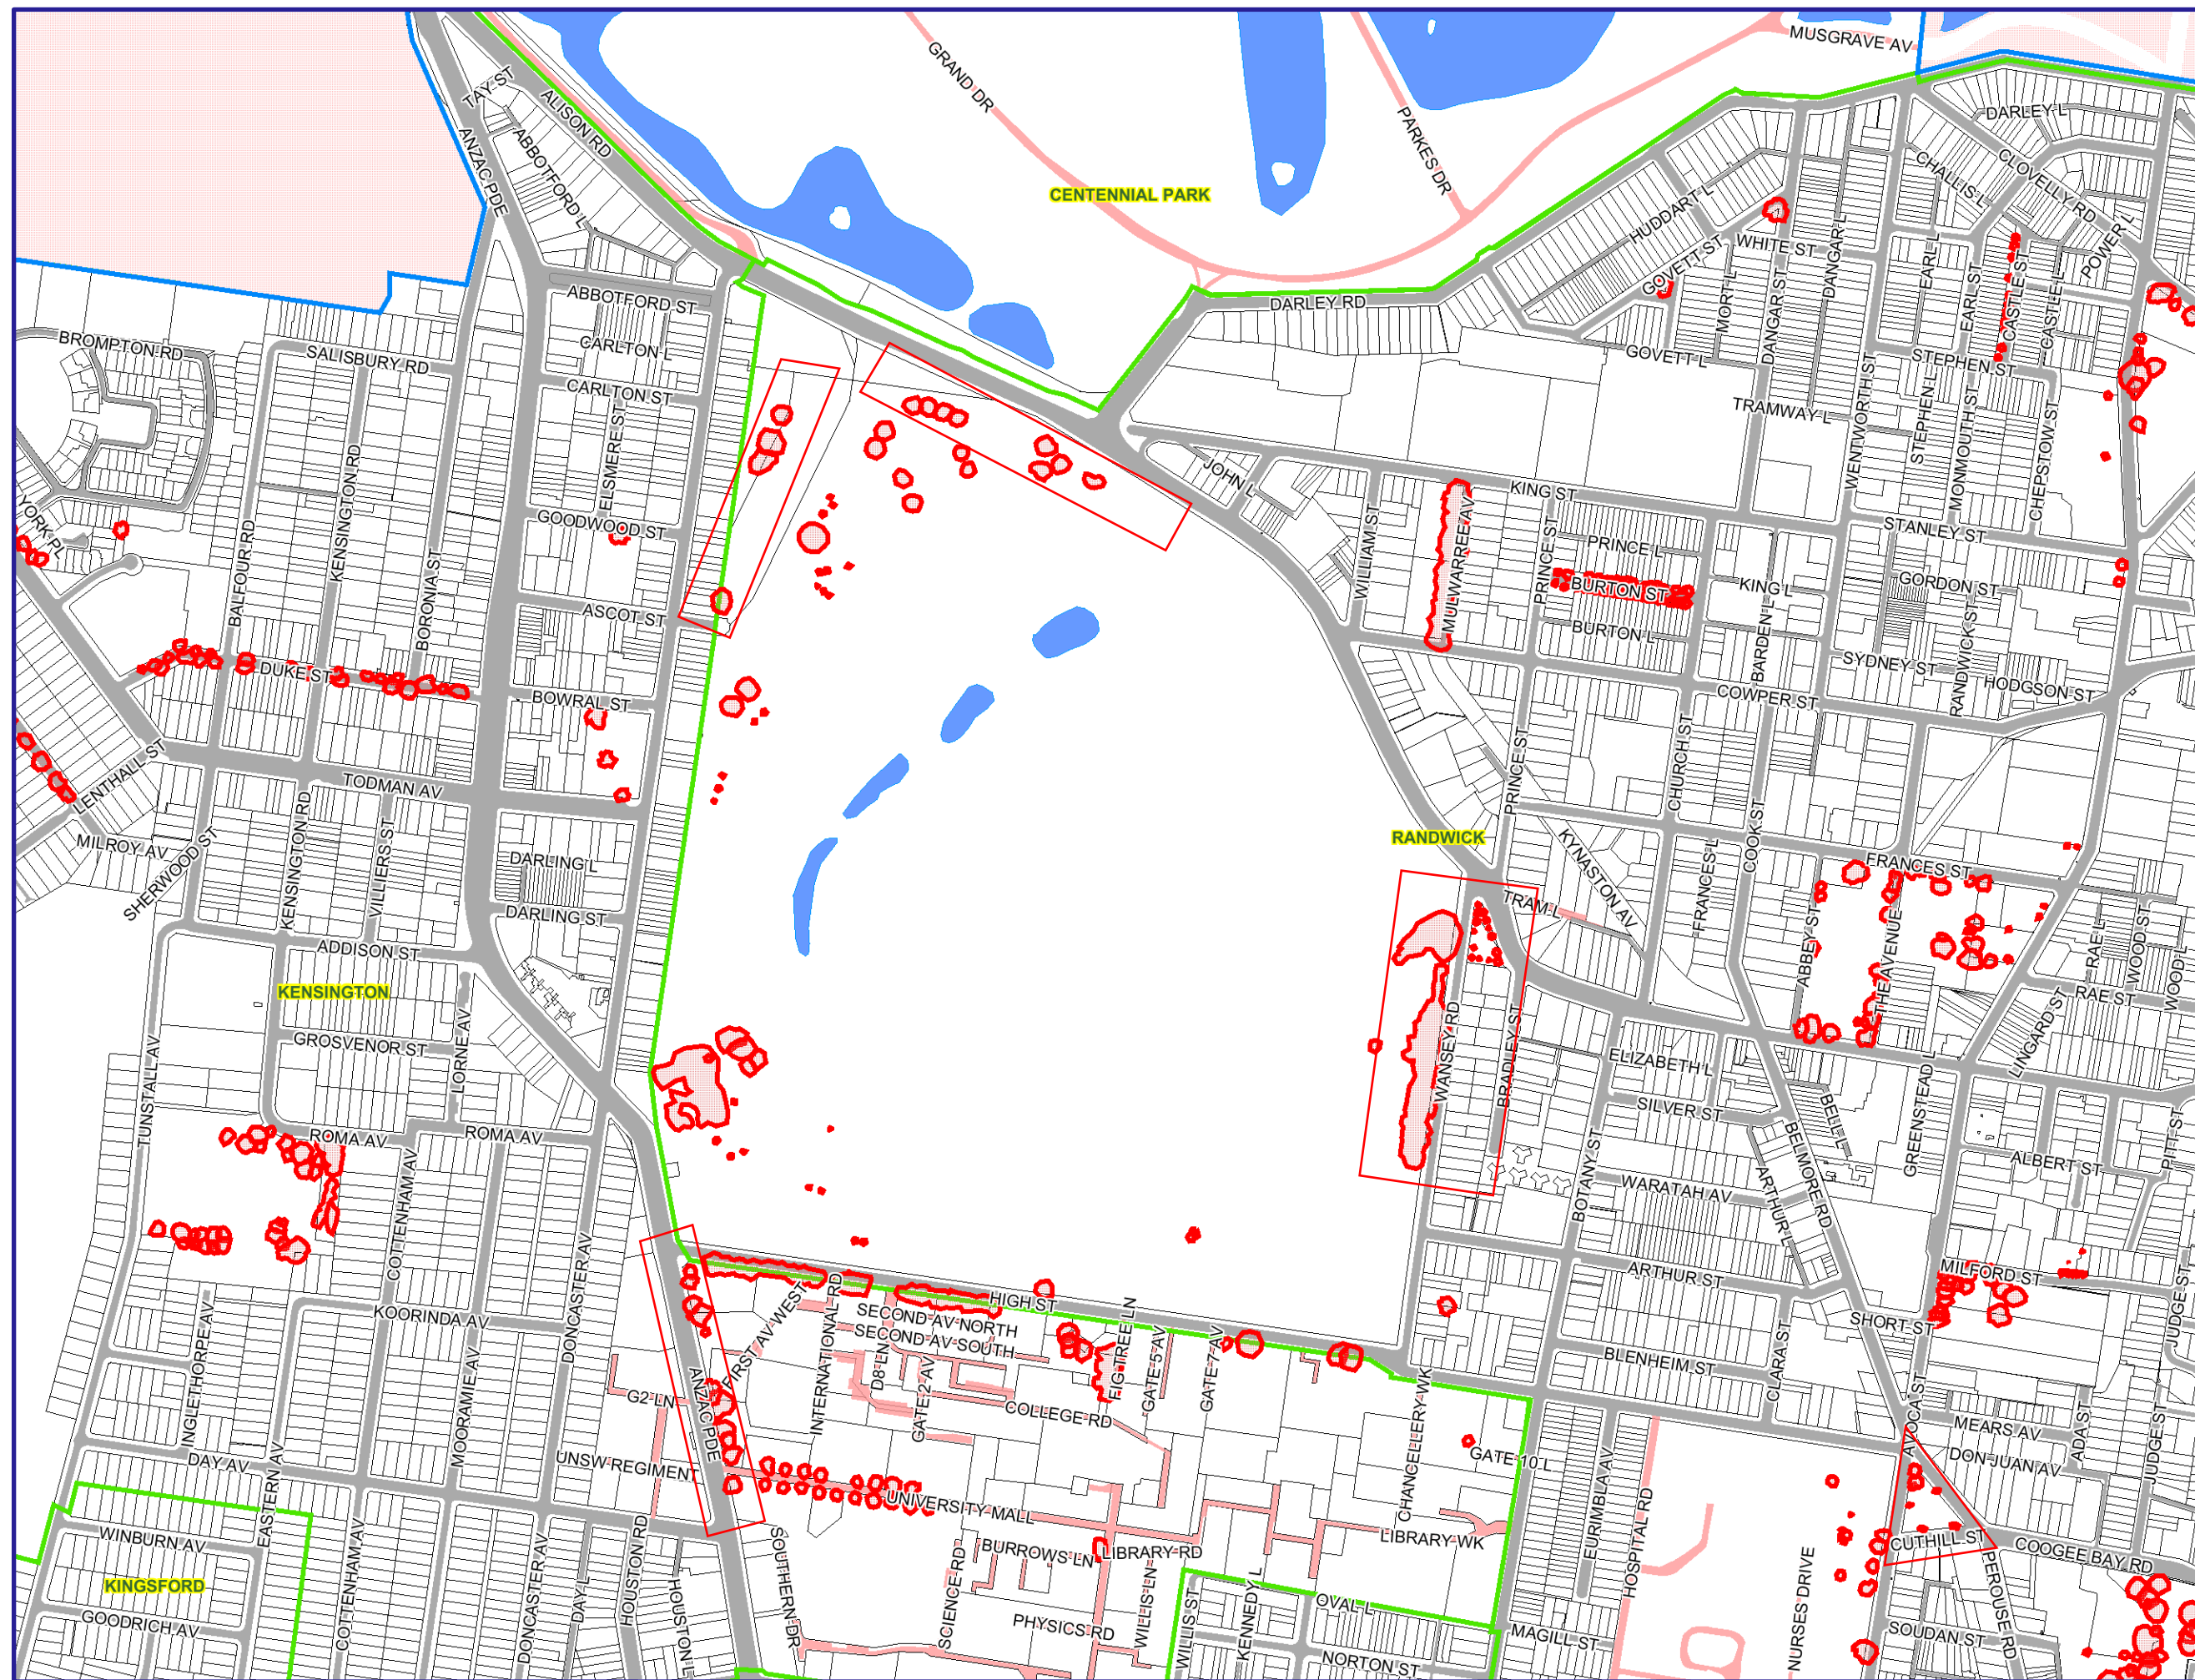 MUSGRAVE AV
GRAND DR
TAY ST
ALISON RD
PARKES DR
DARLEY L
ANZAC PDE
ABBOTFORD L
CENTENNIAL PARK
CHALLIS L
CLOVELLY RD
HUDDART L
WHITE ST
DANGAR L
EARL L
POWER L
GOVETT ST
ABBOTFORD ST
DARLEY RD
MORT L
DANGAR ST
EARL ST
CASTLE ST
CASTLE L
BROMPTON RD
SALISBURY RD
CARLTON L
GOVETT L
STEPHEN ST
CARLTON ST
TRAMWAY L
WENTWORTH ST
STEPHEN L
MONMOUTH ST
CHEPSTOW ST
ELSMERE ST
JOHN L
KING ST
YORK PL
KENSINGTON RD
GOODWOOD ST
STANLEY ST
BALFOUR RD
BORONIA ST
WILLIAM ST
MULWARREE AV
PRINCE ST
PRINCE L
BURTON ST
KING L
GORDON ST
ASCOT ST
BURTON L
BARDEN L
SYDNEY ST
RANDWICK ST
DUKE ST
BOWRAL ST
COWPER ST
HODGSON ST
LENTHALL ST
TODMAN AV
PRINCE ST
CHURCH ST
MILROY AV
SHERWOOD ST
KENSINGTON RD
VILLIERS ST
DARLING L
RANDWICK
KYNASTON AV
FRANCES L
COOK ST
FRANCES ST
DARLING ST
TRAM L
ABBEY ST
THE AVENUE
RAE L
WOOD ST
WOOD L
ADDISON ST
KENSINGTON
RAE ST
LORNE AV
GROSVENOR ST
WANSEY RD
BRADLEY ST
ELIZABETH L
LINGARD ST
TUNSTALL AV
SILVER ST
BELL L
GREENSTEAD L
ROMA AV
ROMA AV
BELMORE RD
PITT ST
ALBERT ST
COTTENHAM AV
BOTANY ST
WARATAH AV
ARTHUR L
DONCASTER AV
ARTHUR ST
MILFORD ST
INGLETHORPE AV
KOORINDA AV
FIRST AV WEST
INTERNATIONAL RD
HIGH ST
SECOND AV NORTH
SECOND AV SOUTH
FIGTREE LN
GATE 5 AV
GATE 7 AV
BLENHEIM ST
CLARA ST
SHORT ST
JUDGE ST
MOORAMIE AV
G2 LN
ANZAC PDE
D8 LN
GATE 2 AV
COLLEGE RD
CHANCELLERY WK
AVOCA ST
MEARS AV
ADA ST
JUDGE ST
DAY AV
EASTERN AV
UNSW REGIMENT
GATE 10 L
EURIMBLA AV
HOSPITAL RD
DON JUAN AV
WINBURN AV
COTTENHAM AV
DONCASTER AV
DAY L
HOUSTON RD
HOUSTON L
SOUTHERN DR
UNIVERSITY MALL
BURROWS LN
LIBRARY RD
LIBRARY WK
CUTHILL ST
COOGEE BAY RD
KINGSFORD
GOODRICH AV
SCIENCE RD
PHYSICS RD
WILLIS LN
WILLIS ST
KENNEDY L
OVAL L
NORTON ST
MAGILL ST
NURSES DRIVE
SOUDAN ST
PEROUSE RD